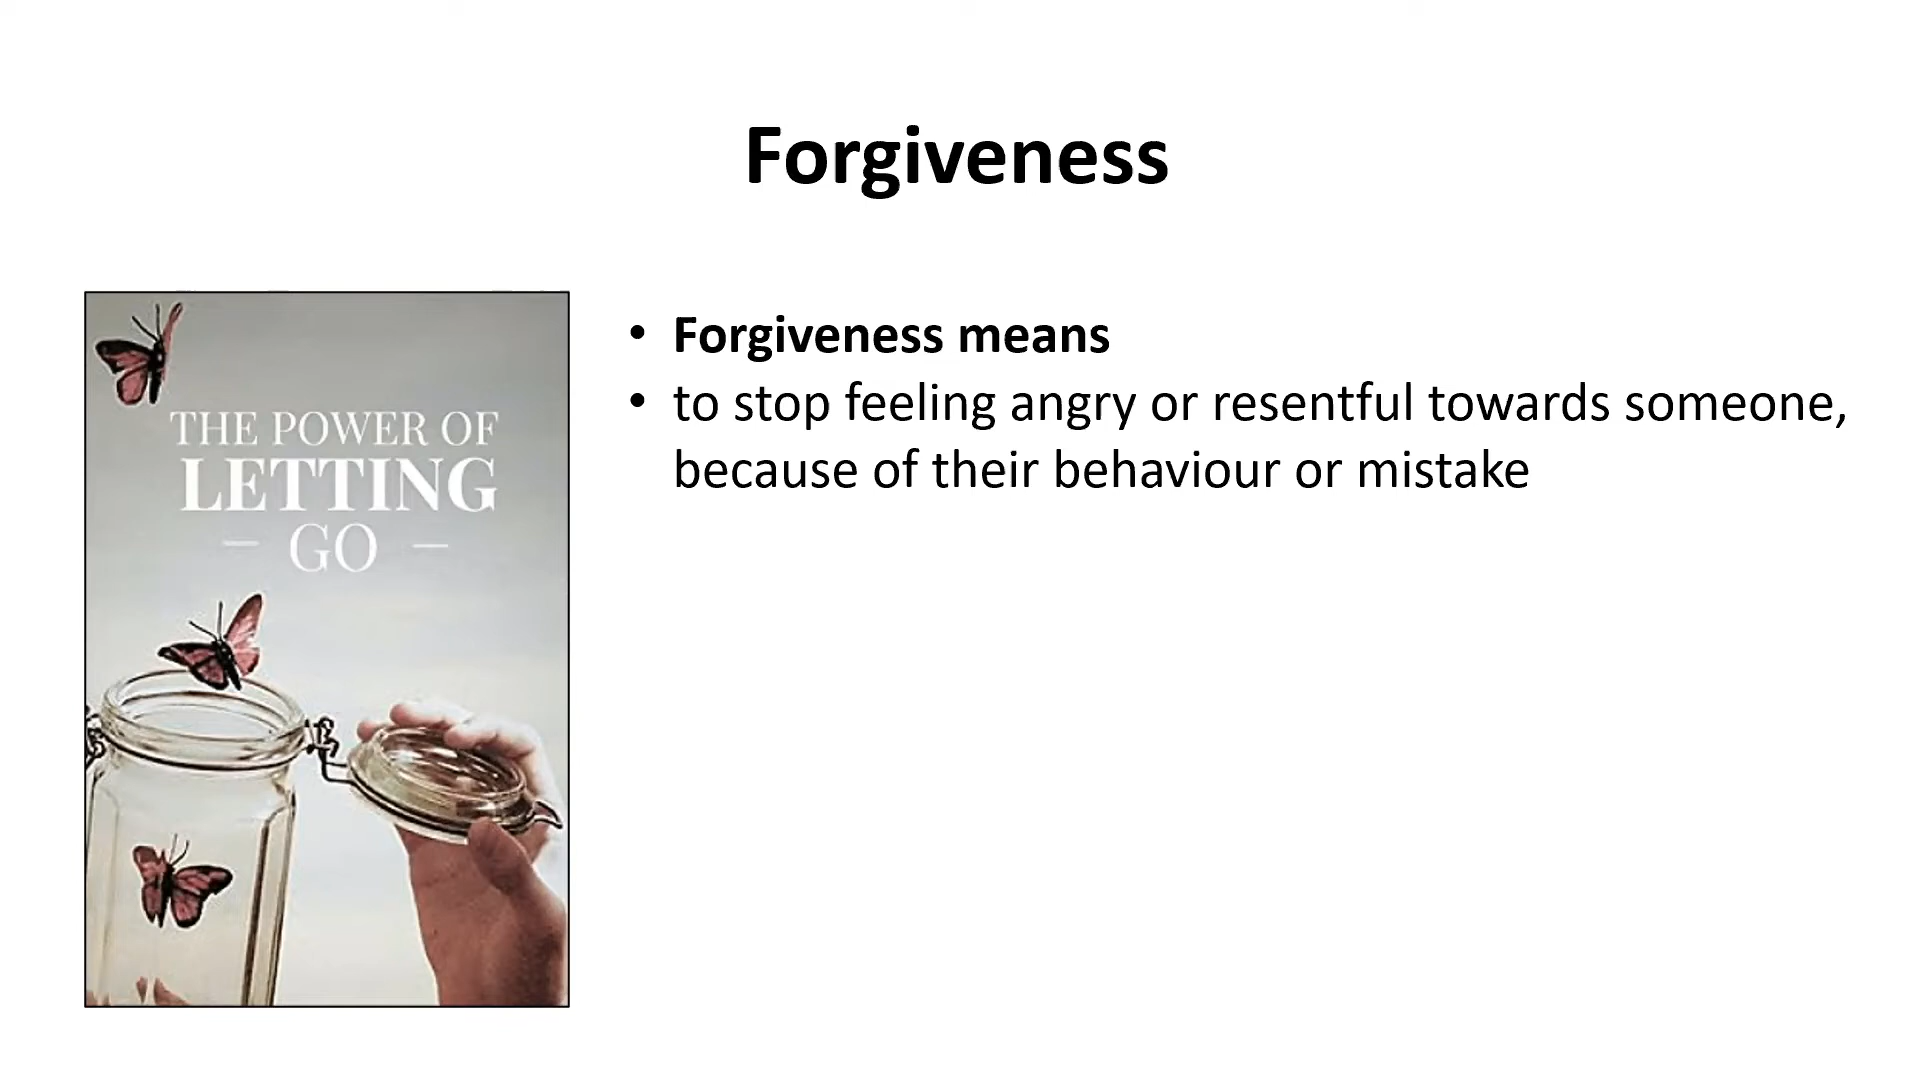 Forgiveness
THE POWER OF
LETTING
— GO —
• Forgiveness means
• to stop feeling angry or resentful towards someone,
because of their behaviour or mistake